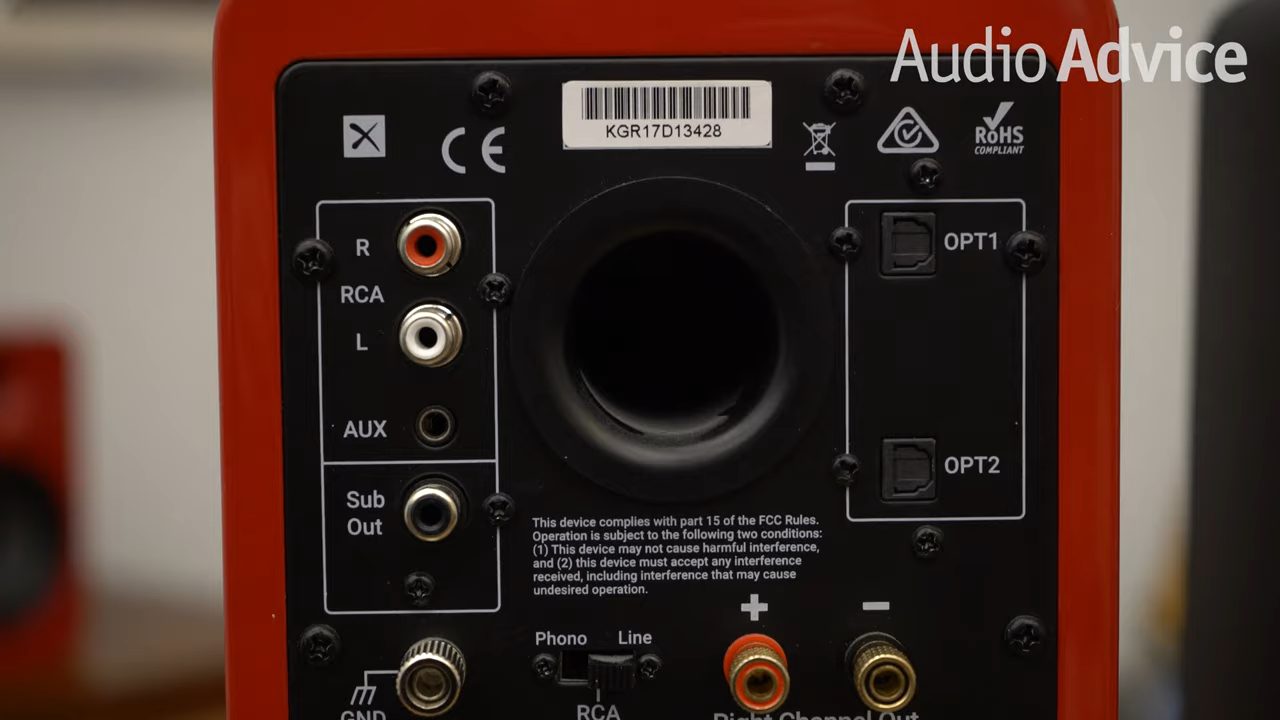 Audio Advice
KGR17D13428
CE
RoHS
COMPLIANT
R
RCA
L
AUX
Sub
Out
OPT1
OPT2
This device complies with part 15 of the FCC Rules.
Operation is subject to the following two conditions:
(1) This device may not cause harmful interference,
and (2) this device must accept any interference
received, including interference that may cause
undesired operation.
+ −
Phono Line
RCA
GND
Right Channel Out